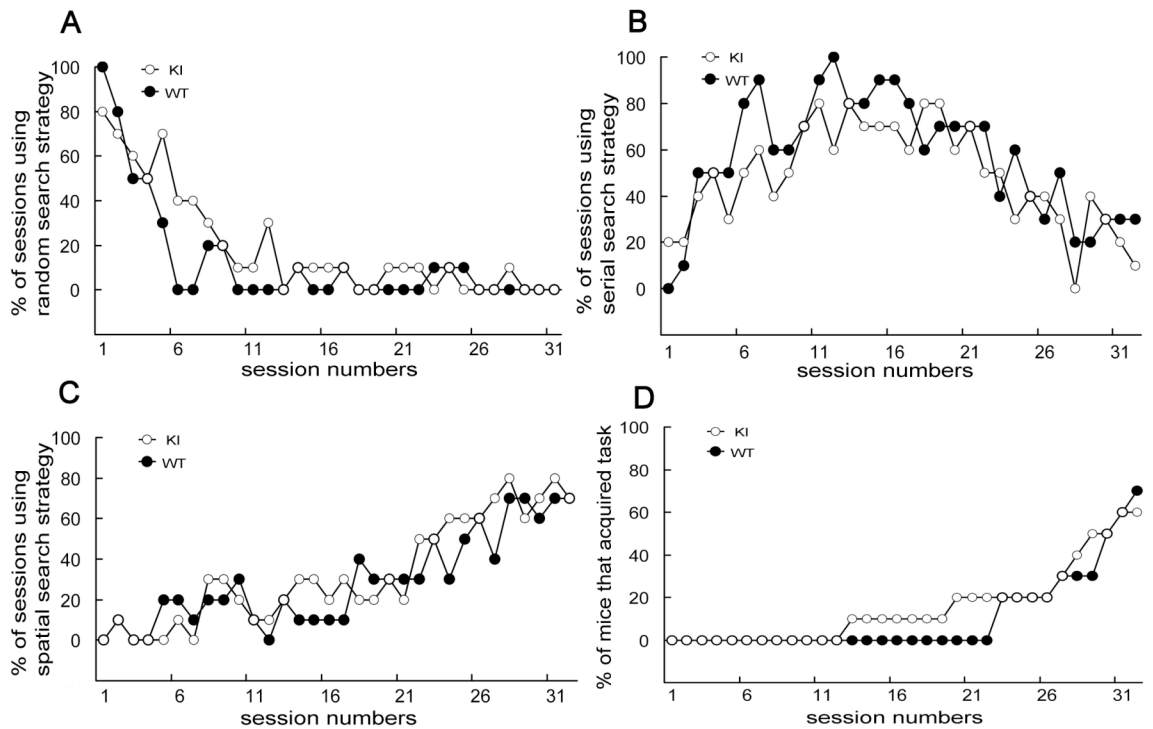 A
KI
WT
100
80
60
40
20
0
% of sessions using
random search strategy
1 6 11 16 21 26 31
session numbers
B
KI
WT
100
80
60
40
20
0
% of sessions using
serial search strategy
1 6 11 16 21 26 31
session numbers
C
KI
WT
100
80
60
40
20
0
% of sessions using
spatial search strategy
1 6 11 16 21 26 31
session numbers
D
KI
WT
100
80
60
40
20
0
% of mice that acquired task
1 6 11 16 21 26 31
session numbers